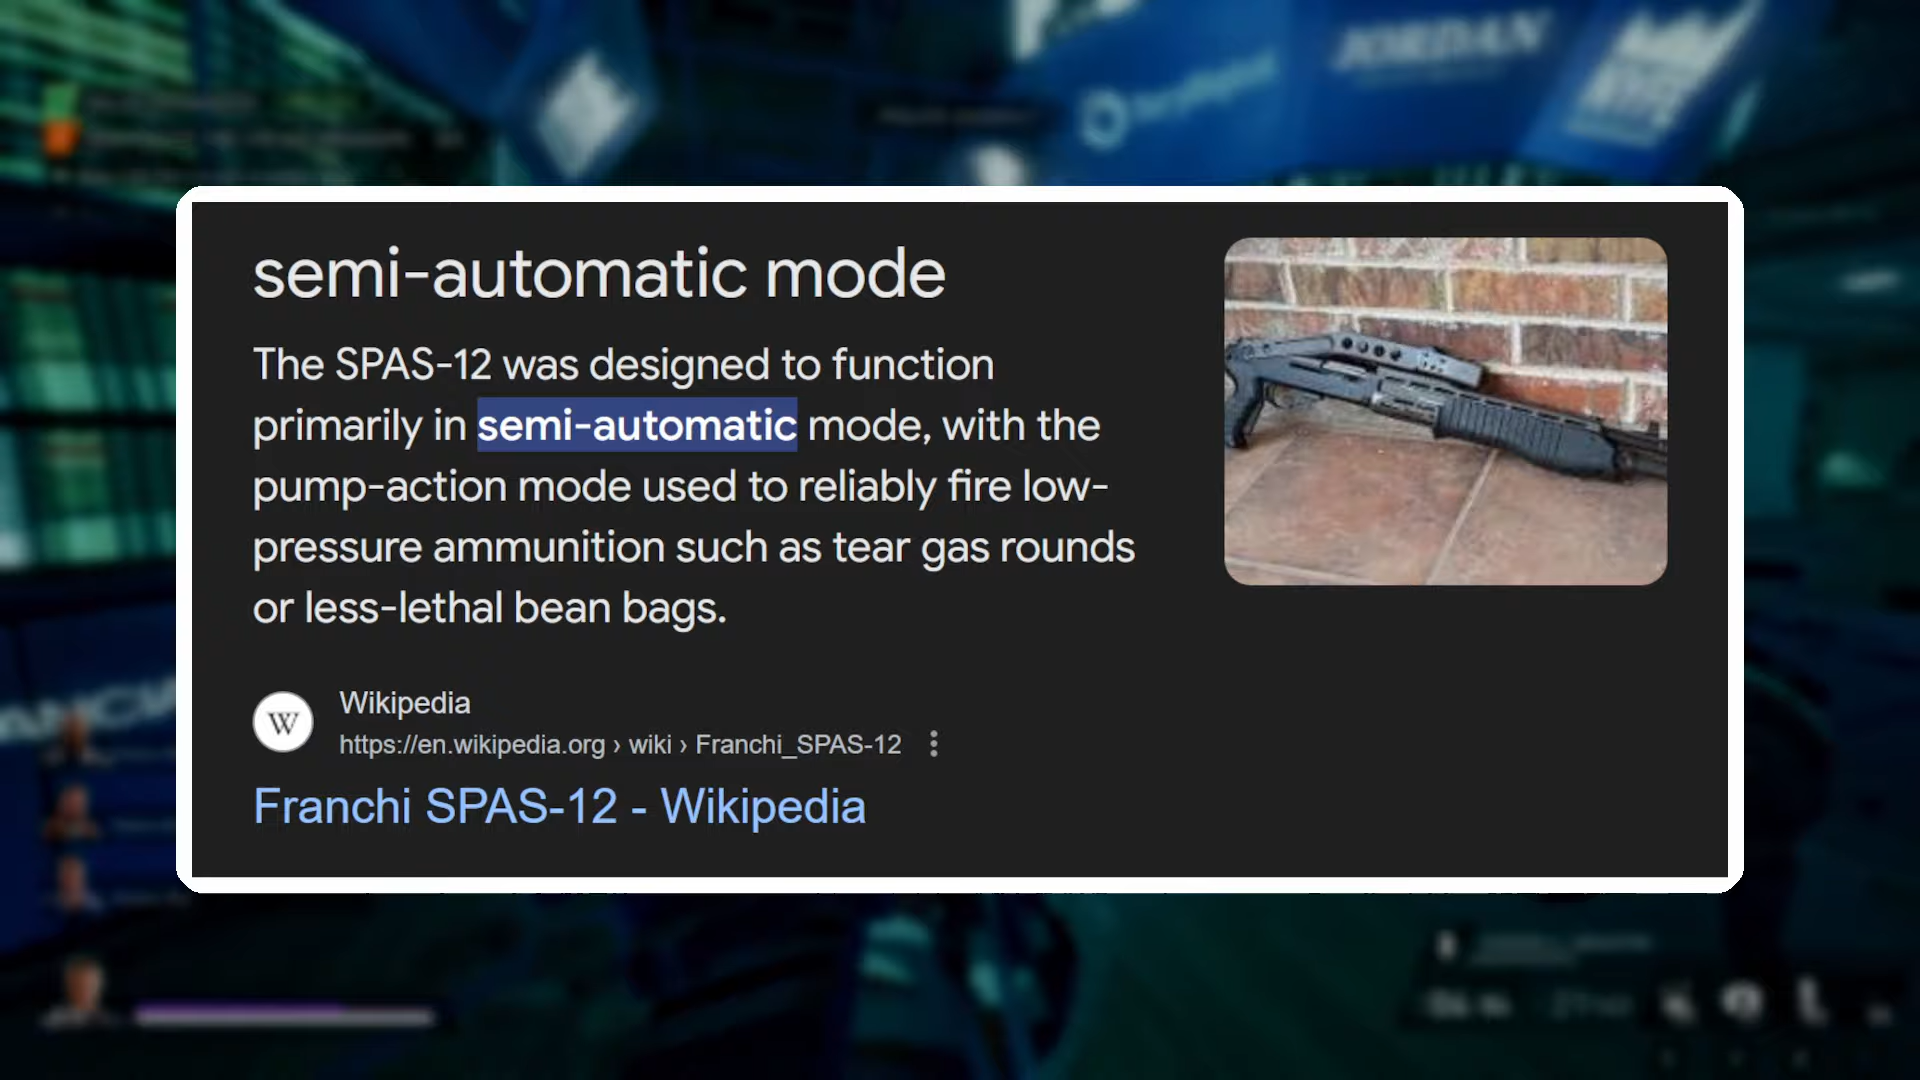 JORDAN
semi-automatic mode
The SPAS-12 was designed to function
primarily in semi-automatic mode, with the
pump-action mode used to reliably fire low-
pressure ammunition such as tear gas rounds
or less-lethal bean bags.
W
Wikipedia
https://en.wikipedia.org › wiki › Franchi_SPAS-12
Franchi SPAS-12 - Wikipedia